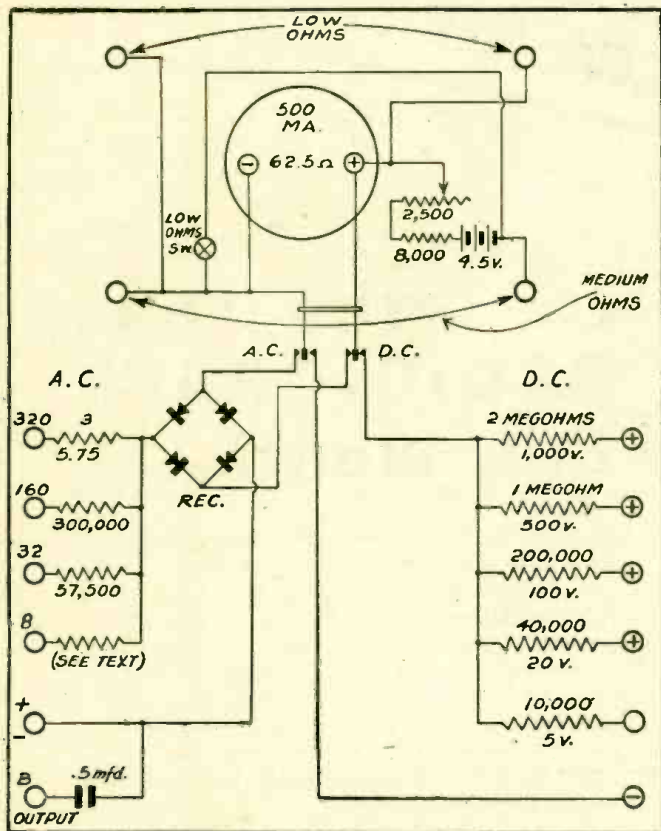 LOW
OHMS
500
MA.
62.5Ω
LOW
OHMS
SW.
2,500
8,000
4.5v.
MEDIUM
OHMS
A.C.
D.C.
A.C.
320
3
5.75
160
300,000
32
57,500
8
(SEE TEXT)
+
-
B
.5 mfd.
OUTPUT
REC.
D.C.
2 MEGOHMS
1,000v.
1 MEGOHM
500v.
200,000
100v.
40,000
20v.
10,000
5v.